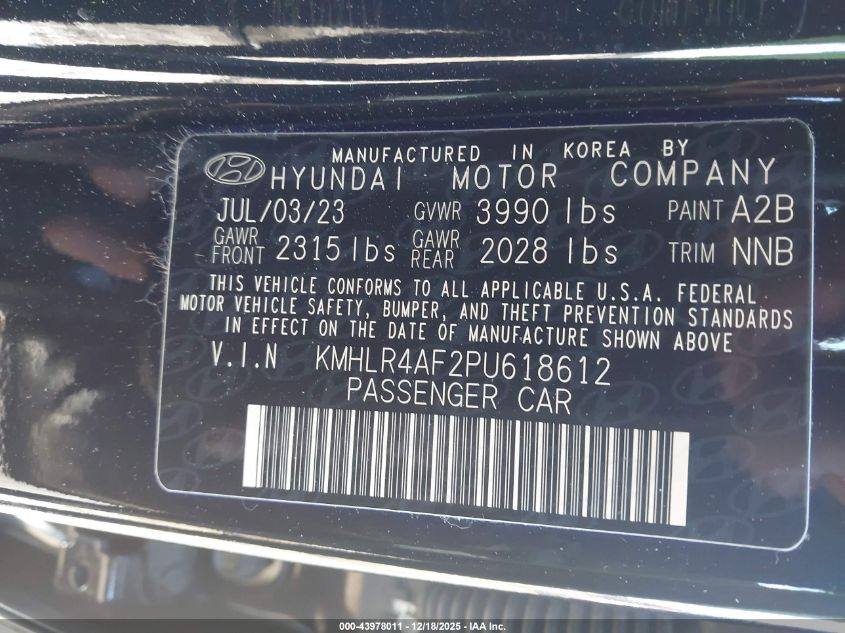 MANUFACTURED IN KOREA BY
HYUNDAI MOTOR COMPANY
JUL/03/23 GVWR 3990 lbs PAINT A2B
GAWR FRONT 2315 lbs GAWR REAR 2028 lbs TRIM NNB
THIS VEHICLE CONFORMS TO ALL APPLICABLE U.S.A. FEDERAL
MOTOR VEHICLE SAFETY, BUMPER, AND THEFT PREVENTION STANDARDS
IN EFFECT ON THE DATE OF MANUFACTURE SHOWN ABOVE
V.I.N KMHLR4AF2PU618612
PASSENGER CAR
000-43978011 - 12/18/2025 - IAA Inc.